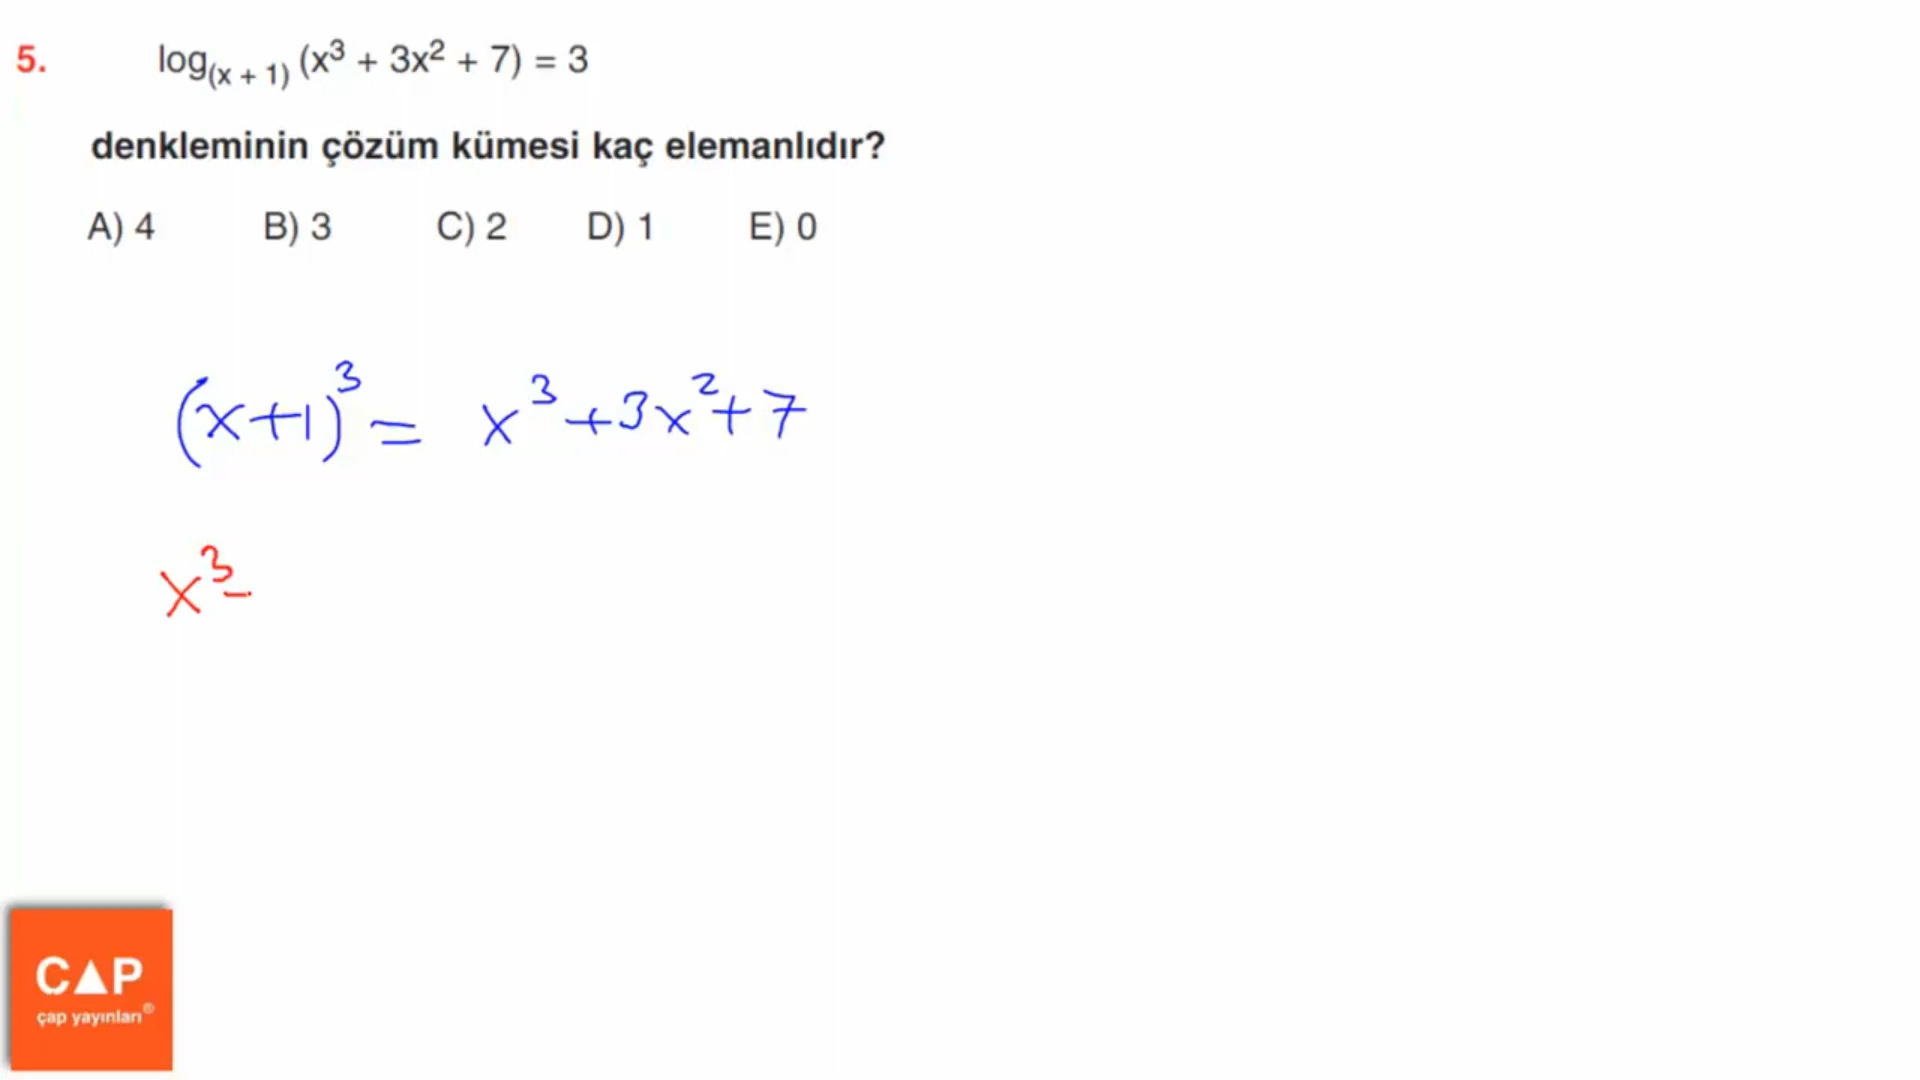 5. log(x + 1) (x³ + 3x² + 7) = 3
denkleminin çözüm kümesi kaç elemanlıdır?
A) 4 B) 3 C) 2 D) 1 E) 0
(x+1)³ = x³+3x²+7
x³
CAP
çap yayınları®